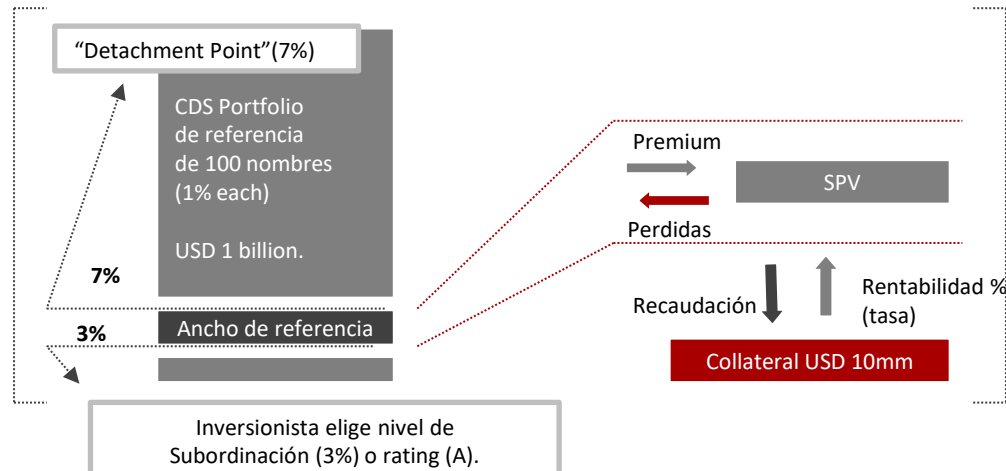 “Detachment Point”(7%)
CDS Portfolio
de referencia
de 100 nombres
(1% each)
USD 1 billion.
7%
Ancho de referencia
3%
Inversionista elige nivel de
Subordinación (3%) o rating (A).
Premium
SPV
Perdidas
Recaudación
Rentabilidad %
(tasa)
Collateral USD 10mm